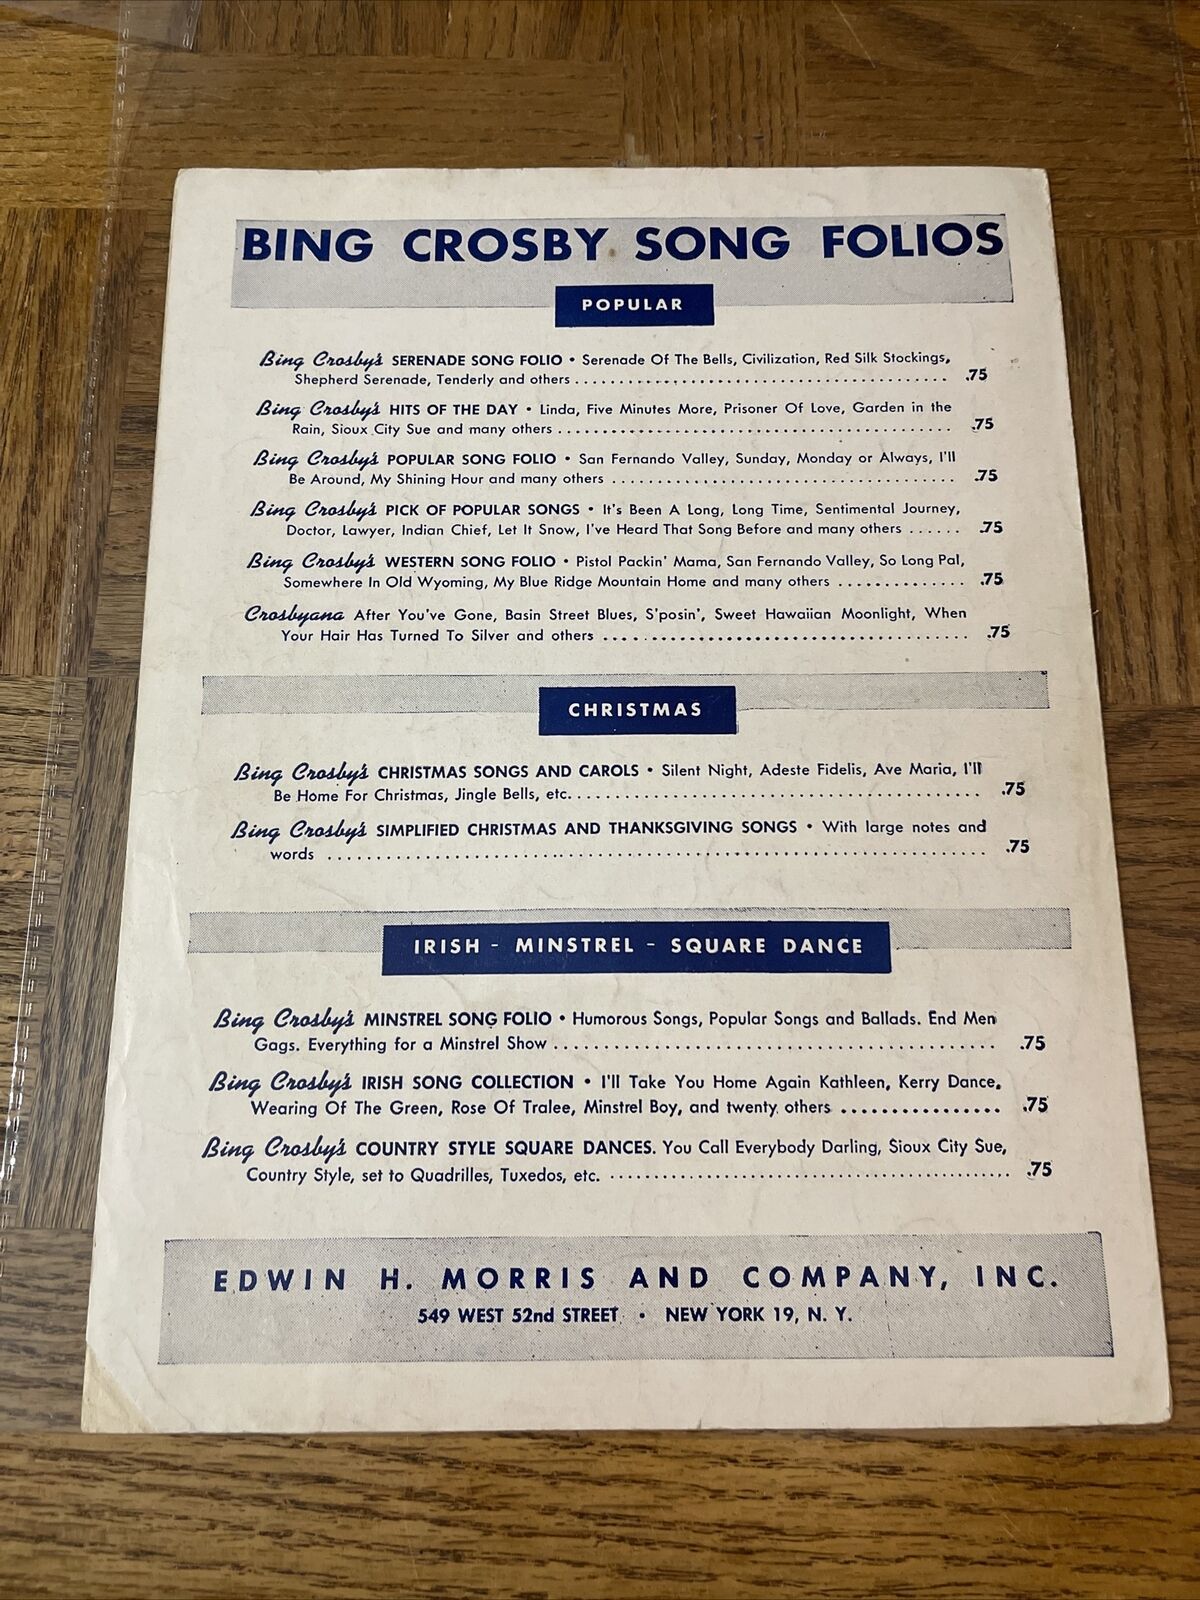 BING CROSBY SONG FOLIOS
POPULAR
Bing Crosby's SERENADE SONG FOLIO • Serenade Of The Bells, Civilization, Red Silk Stockings,
Shepherd Serenade, Tenderly and others .......................................... .75
Bing Crosby's HITS OF THE DAY • Linda, Five Minutes More, Prisoner Of Love, Garden in the
Rain, Sioux City Sue and many others ............................................. .75
Bing Crosby's POPULAR SONG FOLIO • San Fernando Valley, Sunday, Monday or Always, I'll
Be Around, My Shining Hour and many others ....................................... .75
Bing Crosby's PICK OF POPULAR SONGS • It's Been A Long, Long Time, Sentimental Journey,
Doctor, Lawyer, Indian Chief, Let It Snow, I've Heard That Song Before and many others ...... .75
Bing Crosby's WESTERN SONG FOLIO • Pistol Packin' Mama, San Fernando Valley, So Long Pal,
Somewhere In Old Wyoming, My Blue Ridge Mountain Home and many others ............. .75
Crosbyana After You've Gone, Basin Street Blues, S'posin', Sweet Hawaiian Moonlight, When
Your Hair Has Turned To Silver and others ......................................... .75
CHRISTMAS
Bing Crosby's CHRISTMAS SONGS AND CAROLS • Silent Night, Adeste Fidelis, Ave Maria, I'll
Be Home For Christmas, Jingle Bells, etc. ......................................... .75
Bing Crosby's SIMPLIFIED CHRISTMAS AND THANKSGIVING SONGS • With large notes and
words ............................................................... .75
IRISH - MINSTREL - SQUARE DANCE
Bing Crosby's MINSTREL SONG FOLIO • Humorous Songs, Popular Songs and Ballads. End Men
Gags. Everything for a Minstrel Show ............................................. .75
Bing Crosby's IRISH SONG COLLECTION • I'll Take You Home Again Kathleen, Kerry Dance,
Wearing Of The Green, Rose Of Tralee, Minstrel Boy, and twenty others ................ .75
Bing Crosby's COUNTRY STYLE SQUARE DANCES. You Call Everybody Darling, Sioux City Sue,
Country Style, set to Quadrilles, Tuxedos, etc. ......................................... .75
EDWIN H. MORRIS AND COMPANY, INC.
549 WEST 52nd STREET • NEW YORK 19, N. Y.